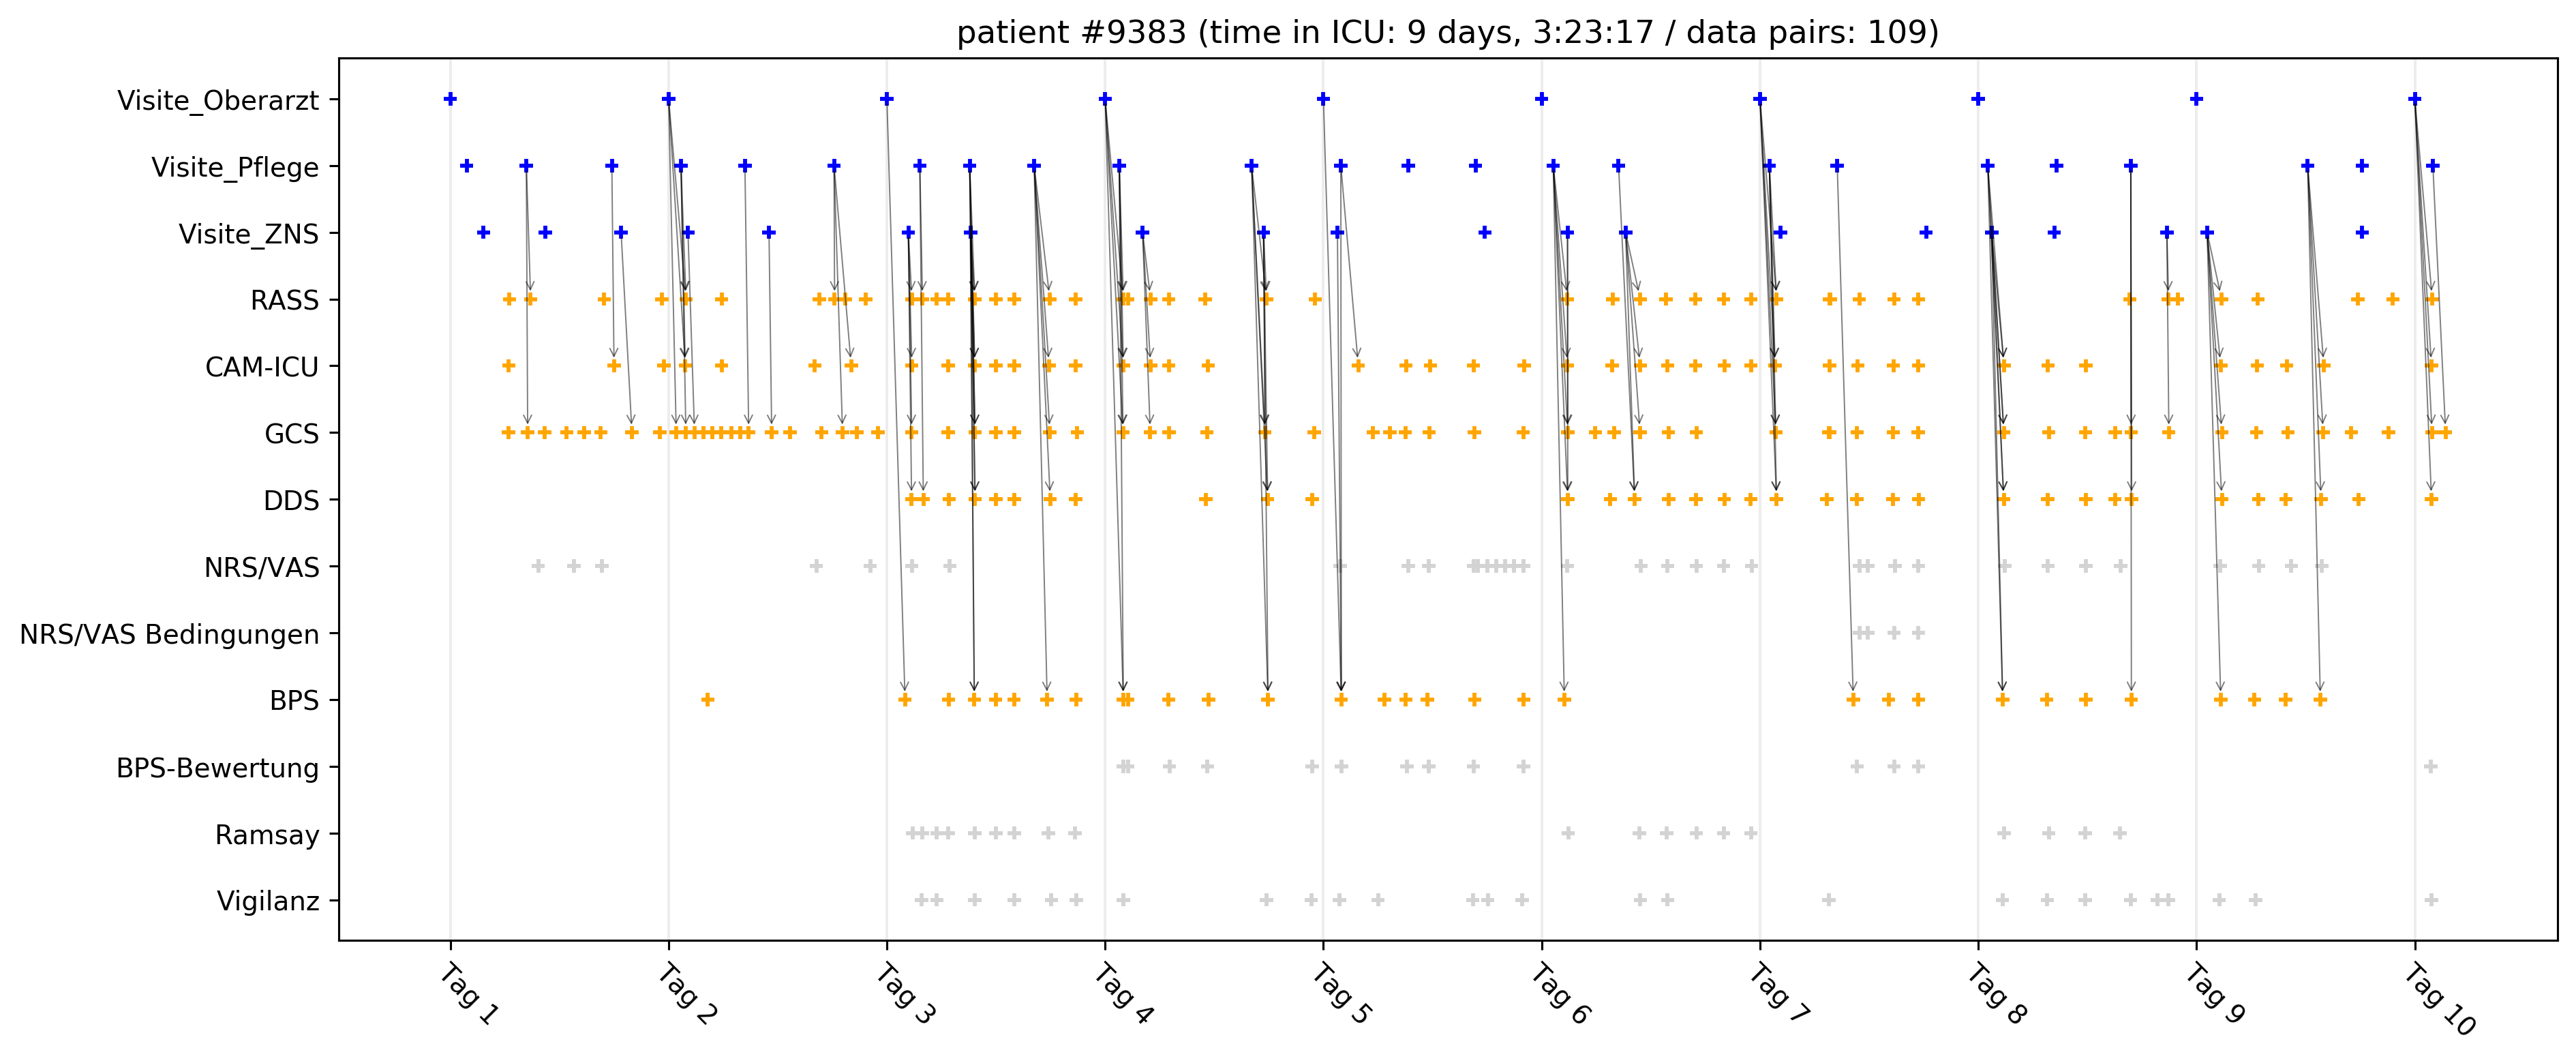 patient #9383 (time in ICU: 9 days, 3:23:17 / data pairs: 109)
Visite_Oberarzt
Visite_Pflege
Visite_ZNS
RASS
CAM-ICU
GCS
DDS
NRS/VAS
NRS/VAS Bedingungen
BPS
BPS-Bewertung
Ramsay
Vigilanz
Tag 1
Tag 2
Tag 3
Tag 4
Tag 5
Tag 6
Tag 7
Tag 8
Tag 9
Tag 10